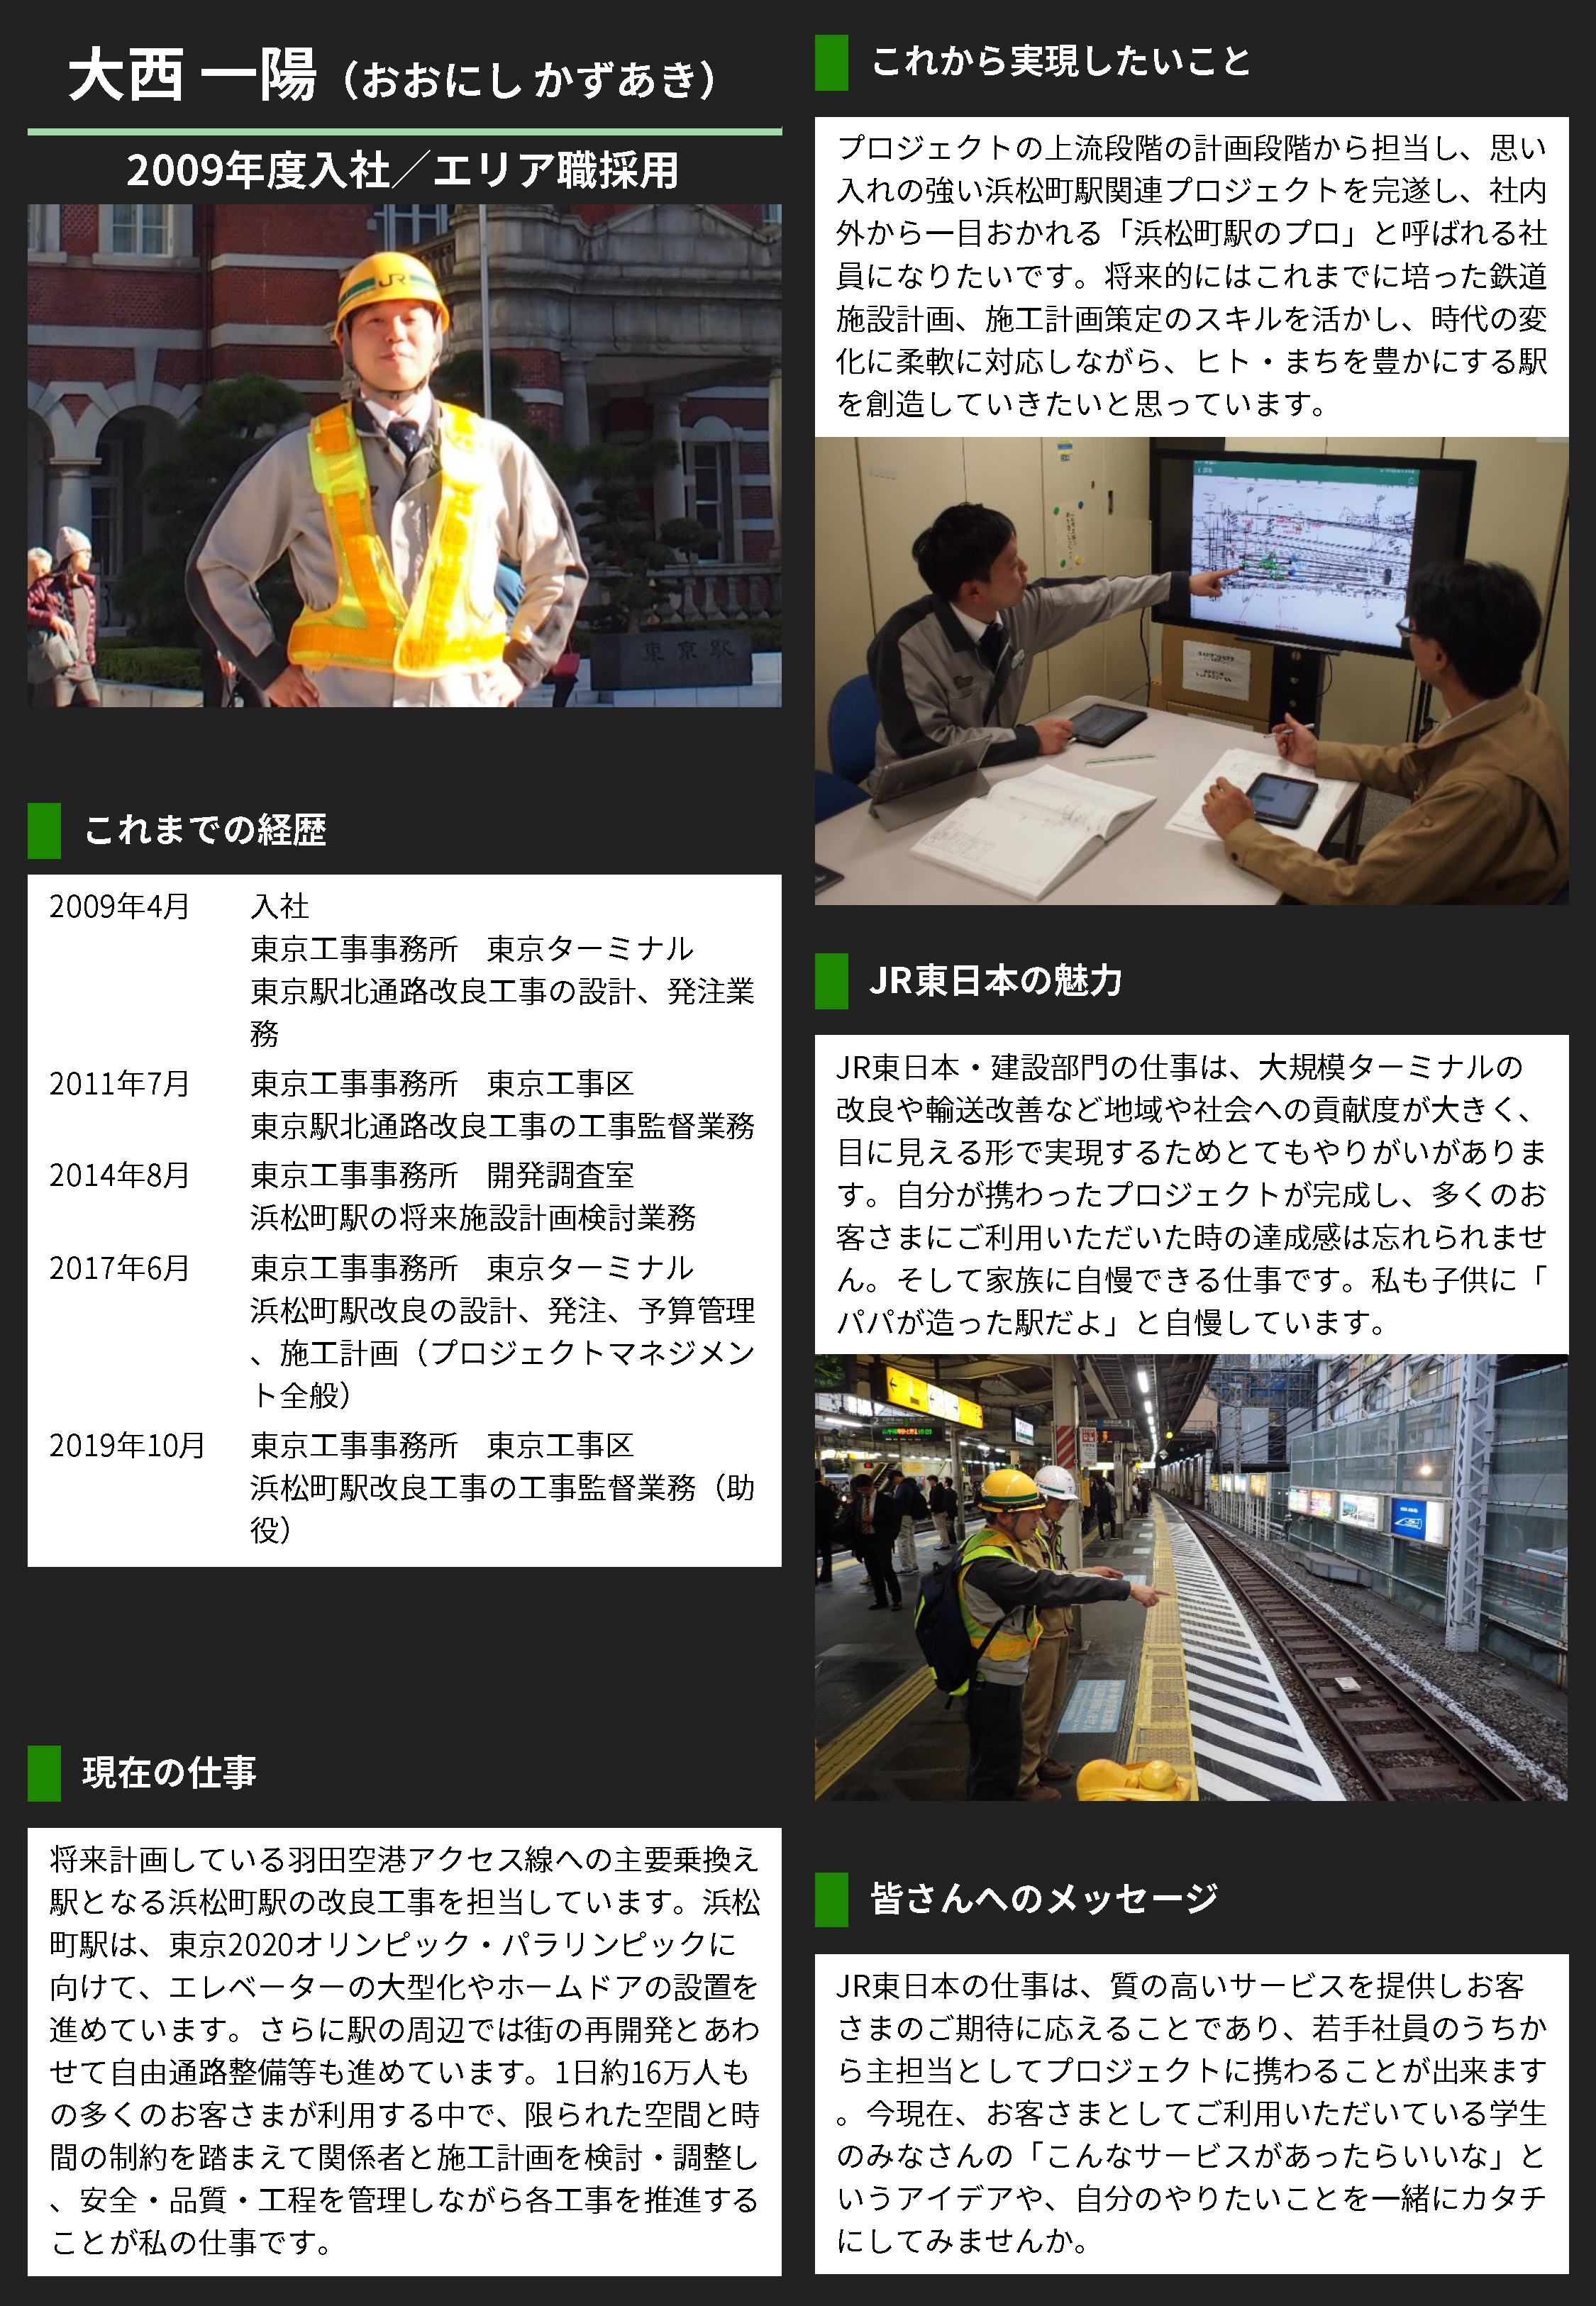 大西 一陽（おおにし かずあき）
2009年度入社／エリア職採用
JR
東京駅
これまでの経歴
2009年4月 入社
東京工事事務所　東京ターミナル
東京駅北通路改良工事の設計、発注業
務
2011年7月 東京工事事務所　東京工事区
東京駅北通路改良工事の工事監督業務
2014年8月 東京工事事務所　開発調査室
浜松町駅の将来施設計画検討業務
2017年6月 東京工事事務所　東京ターミナル
浜松町駅改良の設計、発注、予算管理
、施工計画（プロジェクトマネジメン
ト全般）
2019年10月 東京工事事務所　東京工事区
浜松町駅改良工事の工事監督業務（助
役）
現在の仕事
将来計画している羽田空港アクセス線への主要乗換え
駅となる浜松町駅の改良工事を担当しています。浜松
町駅は、東京2020オリンピック・パラリンピックに
向けて、エレベーターの大型化やホームドアの設置を
進めています。さらに駅の周辺では街の再開発とあわ
せて自由通路整備等も進めています。1日約16万人も
の多くのお客さまが利用する中で、限られた空間と時
間の制約を踏まえて関係者と施工計画を検討・調整し
、安全・品質・工程を管理しながら各工事を推進する
ことが私の仕事です。
これから実現したいこと
プロジェクトの上流段階の計画段階から担当し、思い
入れの強い浜松町駅関連プロジェクトを完遂し、社内
外から一目おかれる「浜松町駅のプロ」と呼ばれる社
員になりたいです。将来的にはこれまでに培った鉄道
施設計画、施工計画策定のスキルを活かし、時代の変
化に柔軟に対応しながら、ヒト・まちを豊かにする駅
を創造していきたいと思っています。
JR東日本の魅力
JR東日本・建設部門の仕事は、大規模ターミナルの
改良や輸送改善など地域や社会への貢献度が大きく、
目に見える形で実現するためとてもやりがいがありま
す。自分が携わったプロジェクトが完成し、多くのお
客さまにご利用いただいた時の達成感は忘れられませ
ん。そして家族に自慢できる仕事です。私も子供に「
パパが造った駅だよ」と自慢しています。
皆さんへのメッセージ
JR東日本の仕事は、質の高いサービスを提供しお客
さまのご期待に応えることであり、若手社員のうちか
ら主担当としてプロジェクトに携わることが出来ます
。今現在、お客さまとしてご利用いただいている学生
のみなさんの「こんなサービスがあったらいいな」と
いうアイデアや、自分のやりたいことを一緒にカタチ
にしてみませんか。